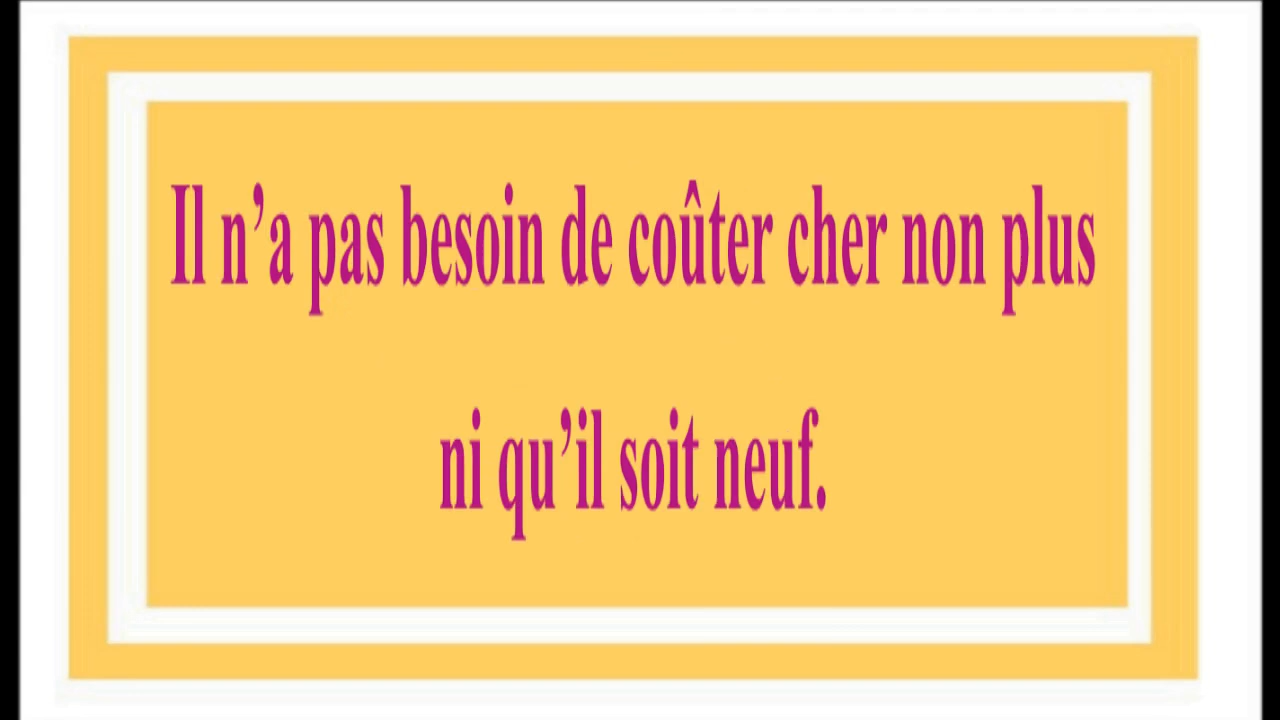 Il n’a pas besoin de coûter cher non plus
ni qu’il soit neuf.